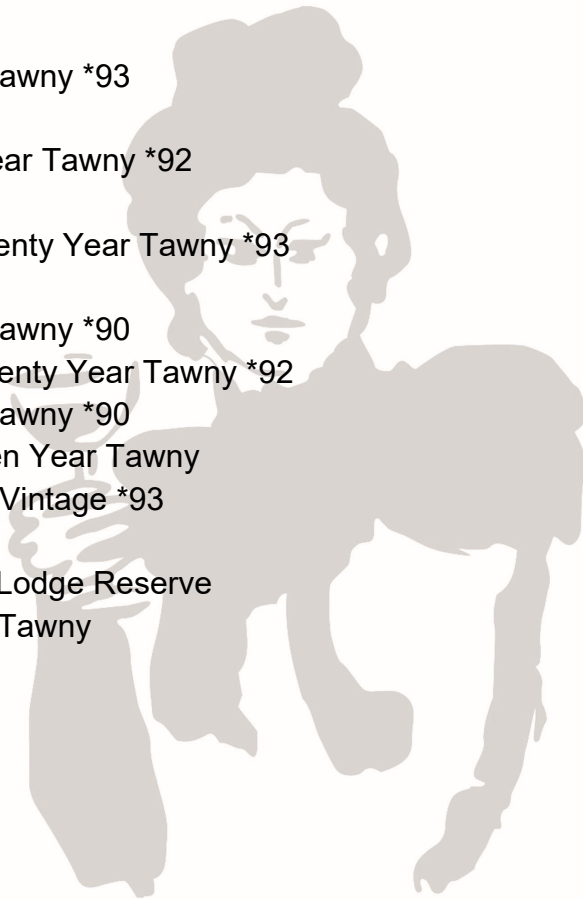 awny *93
ear Tawny *92
enty Year Tawny *93
awny *90
enty Year Tawny *92
awny *90
en Year Tawny
Vintage *93
Lodge Reserve
Tawny